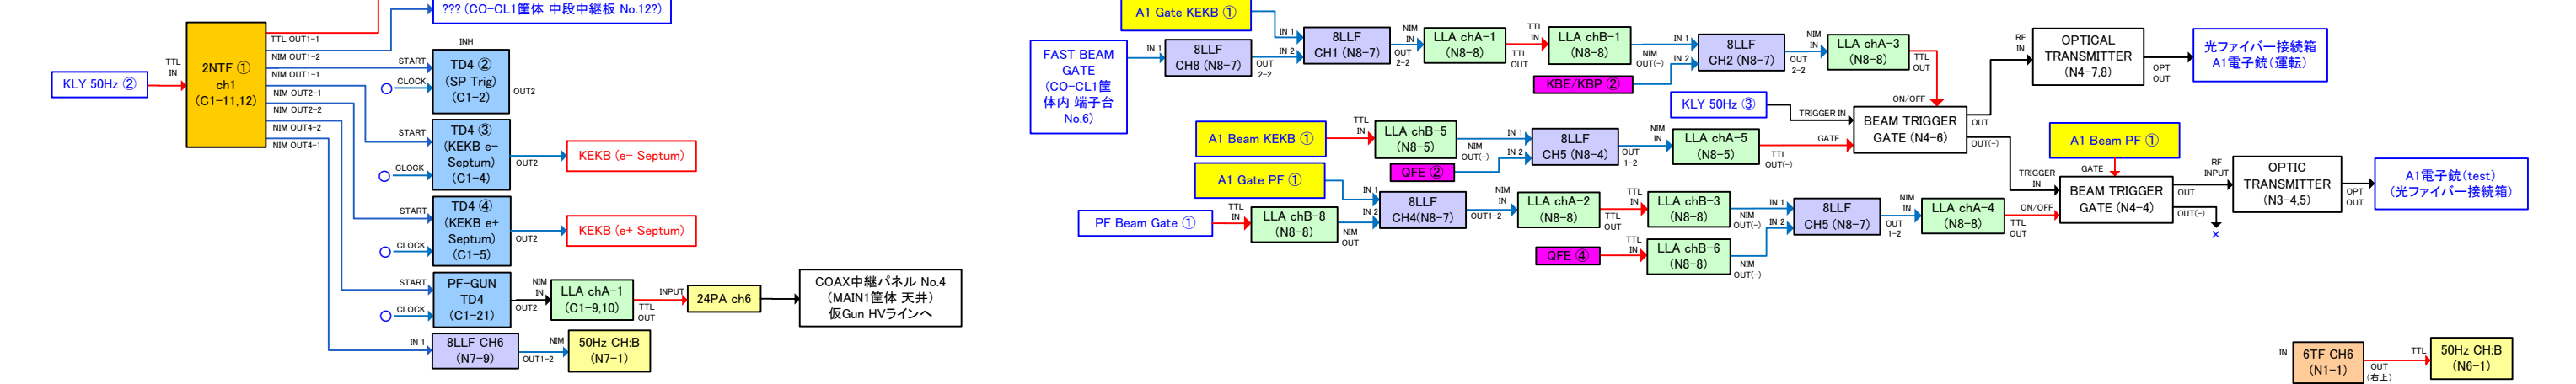 ??? (CO-CL1筐体 中段中継板 No.12?)
TTL OUT1-1
NIM OUT1-2
NIM OUT1-1
NIM OUT2-1
NIM OUT2-2
NIM OUT4-2
NIM OUT4-1
KLY 50Hz ②
TTL
IN
2NTF ①
ch1
(C1-11,12)
INH
START
CLOCK
TD4 ②
(SP Trig)
(C1-2)
OUT2
START
CLOCK
TD4 ③
(KEKB e-
Septum)
(C1-4)
OUT2
KEKB (e- Septum)
START
CLOCK
TD4 ④
(KEKB e+
Septum)
(C1-5)
OUT2
KEKB (e+ Septum)
START
CLOCK
PF-GUN
TD4
(C1-21)
OUT2
NIM
IN
LLA chA-1
(C1-9,10)
TTL
OUT
INPUT
24PA ch6
COAX中継パネル No.4
(MAIN1筐体 天井)
仮Gun HVラインへ
IN 1
8LLF CH6
(N7-9)
OUT1-2
NIM
50Hz CH:B
(N7-1)
A1 Gate KEKB ①
FAST BEAM
GATE
(CO-CL1筐
体内 端子台
No.6)
IN 1
8LLF
CH8 (N8-7)
OUT
2-2
IN 1
IN 2
8LLF
CH1 (N8-7)
OUT
2-2
NIM
IN
LLA chA-1
(N8-8)
TTL
OUT
TTL
IN
LLA chB-1
(N8-8)
NIM
OUT(-)
KBE/KBP ②
IN 1
IN 2
8LLF
CH2 (N8-7)
OUT
2-2
NIM
IN
LLA chA-3
(N8-8)
TTL
OUT
KLY 50Hz ③
TRIGGER IN
ON/OFF
GATE
BEAM TRIGGER
GATE (N4-6)
OUT
OUT(-)
RF
IN
OPTICAL
TRANSMITTER
(N4-7,8)
OPT
OUT
光ファイバー接続箱
A1電子銃(運転)
A1 Beam KEKB ①
TTL
IN
LLA chB-5
(N8-5)
NIM
OUT(-)
QFE ②
IN 1
IN 2
8LLF
CH5 (N8-4)
OUT
1-2
NIM
IN
LLA chA-5
(N8-5)
TTL
OUT(-)
A1 Gate PF ①
PF Beam Gate ①
TTL
IN
LLA chB-8
(N8-8)
NIM
OUT
IN 1
IN 2
8LLF
CH4(N8-7)
OUT1-2
NIM
IN
LLA chA-2
(N8-8)
TTL
OUT
TTL
IN
LLA chB-3
(N8-8)
NIM
OUT(-)
QFE ④
TTL
IN
LLA chB-6
(N8-8)
NIM
OUT(-)
IN 1
IN 2
8LLF
CH5 (N8-7)
OUT
1-2
NIM
IN
LLA chA-4
(N8-8)
TTL
OUT
ON/OFF
A1 Beam PF ①
GATE
TRIGGER
IN
BEAM TRIGGER
GATE (N4-4)
OUT
OUT(-)
×
RF
INPUT
OPTIC
TRANSMITTER
(N3-4,5)
OPT
OUT
A1電子銃(test)
(光ファイバー接続箱)
IN
6TF CH6
(N1-1)
OUT
(右上)
TTL
50Hz CH:B
(N6-1)